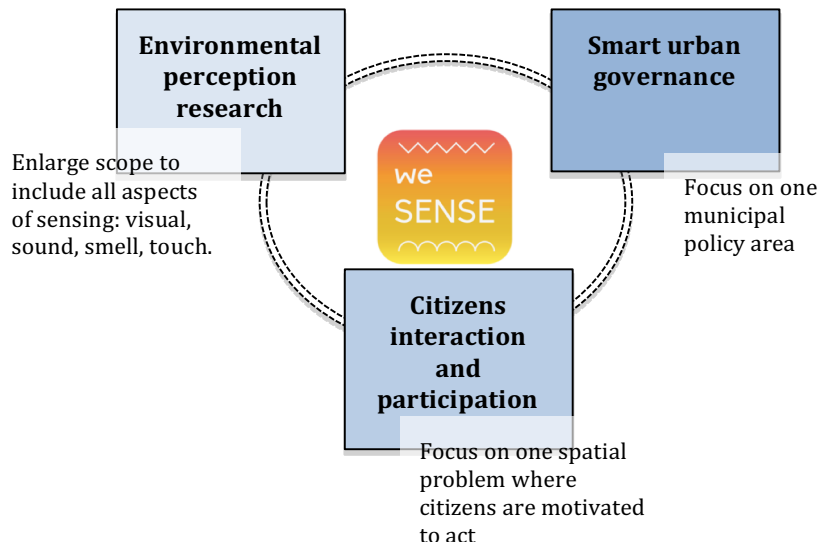 Environmental
perception
research
Enlarge scope to
include all aspects
of sensing: visual,
sound, smell, touch.
Smart urban
governance
Focus on one
municipal
policy area
we
SENSE
Citizens
interaction
and
participation
Focus on one spatial
problem where
citizens are motivated
to act